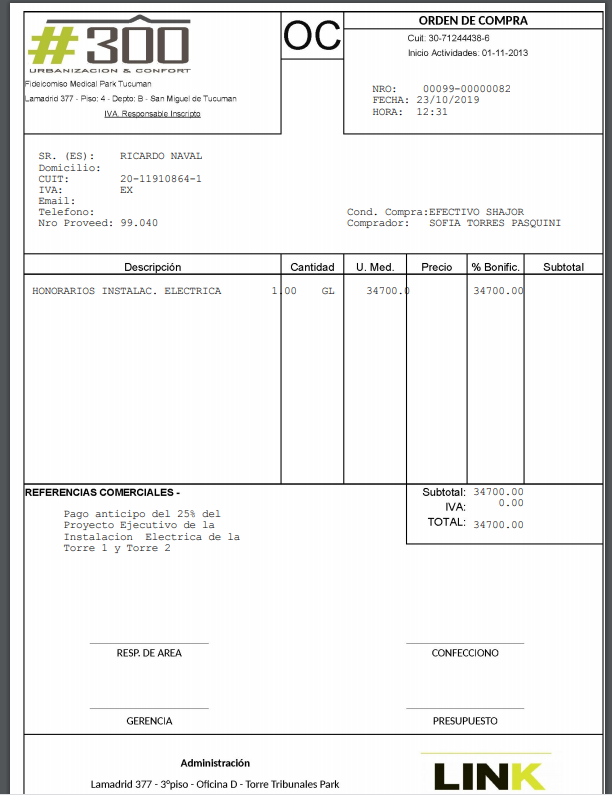 #300
URBANIZACION & CONFORT
Fideicomiso Medical Park Tucuman
Lamadrid 377 - Piso: 4 - Depto: B - San Miguel de Tucuman
IVA. Responsable Inscripto
OC
ORDEN DE COMPRA
Cuit: 30-71244438-6
Inicio Actividades: 01-11-2013
NRO: 00099-00000082
FECHA: 23/10/2019
HORA: 12:31
SR. (ES): RICARDO NAVAL
Domicilio:
CUIT: 20-11910864-1
IVA: EX
Email:
Telefono:
Nro Proveed: 99.040
Cond. Compra:EFECTIVO SHAJOR
Comprador: SOFIA TORRES PASQUINI
Descripción Cantidad U. Med. Precio % Bonific. Subtotal
HONORARIOS INSTALAC. ELECTRICA 1.00 GL 34700.0 34700.00
REFERENCIAS COMERCIALES -
Pago anticipo del 25% del
Proyecto Ejecutivo de la
Instalacion Electrica de la
Torre 1 y Torre 2
Subtotal: 34700.00
IVA: 0.00
TOTAL: 34700.00
RESP. DE AREA
CONFECCIONO
GERENCIA
PRESUPUESTO
Administración
Lamadrid 377 - 3°piso - Oficina D - Torre Tribunales Park
LINK